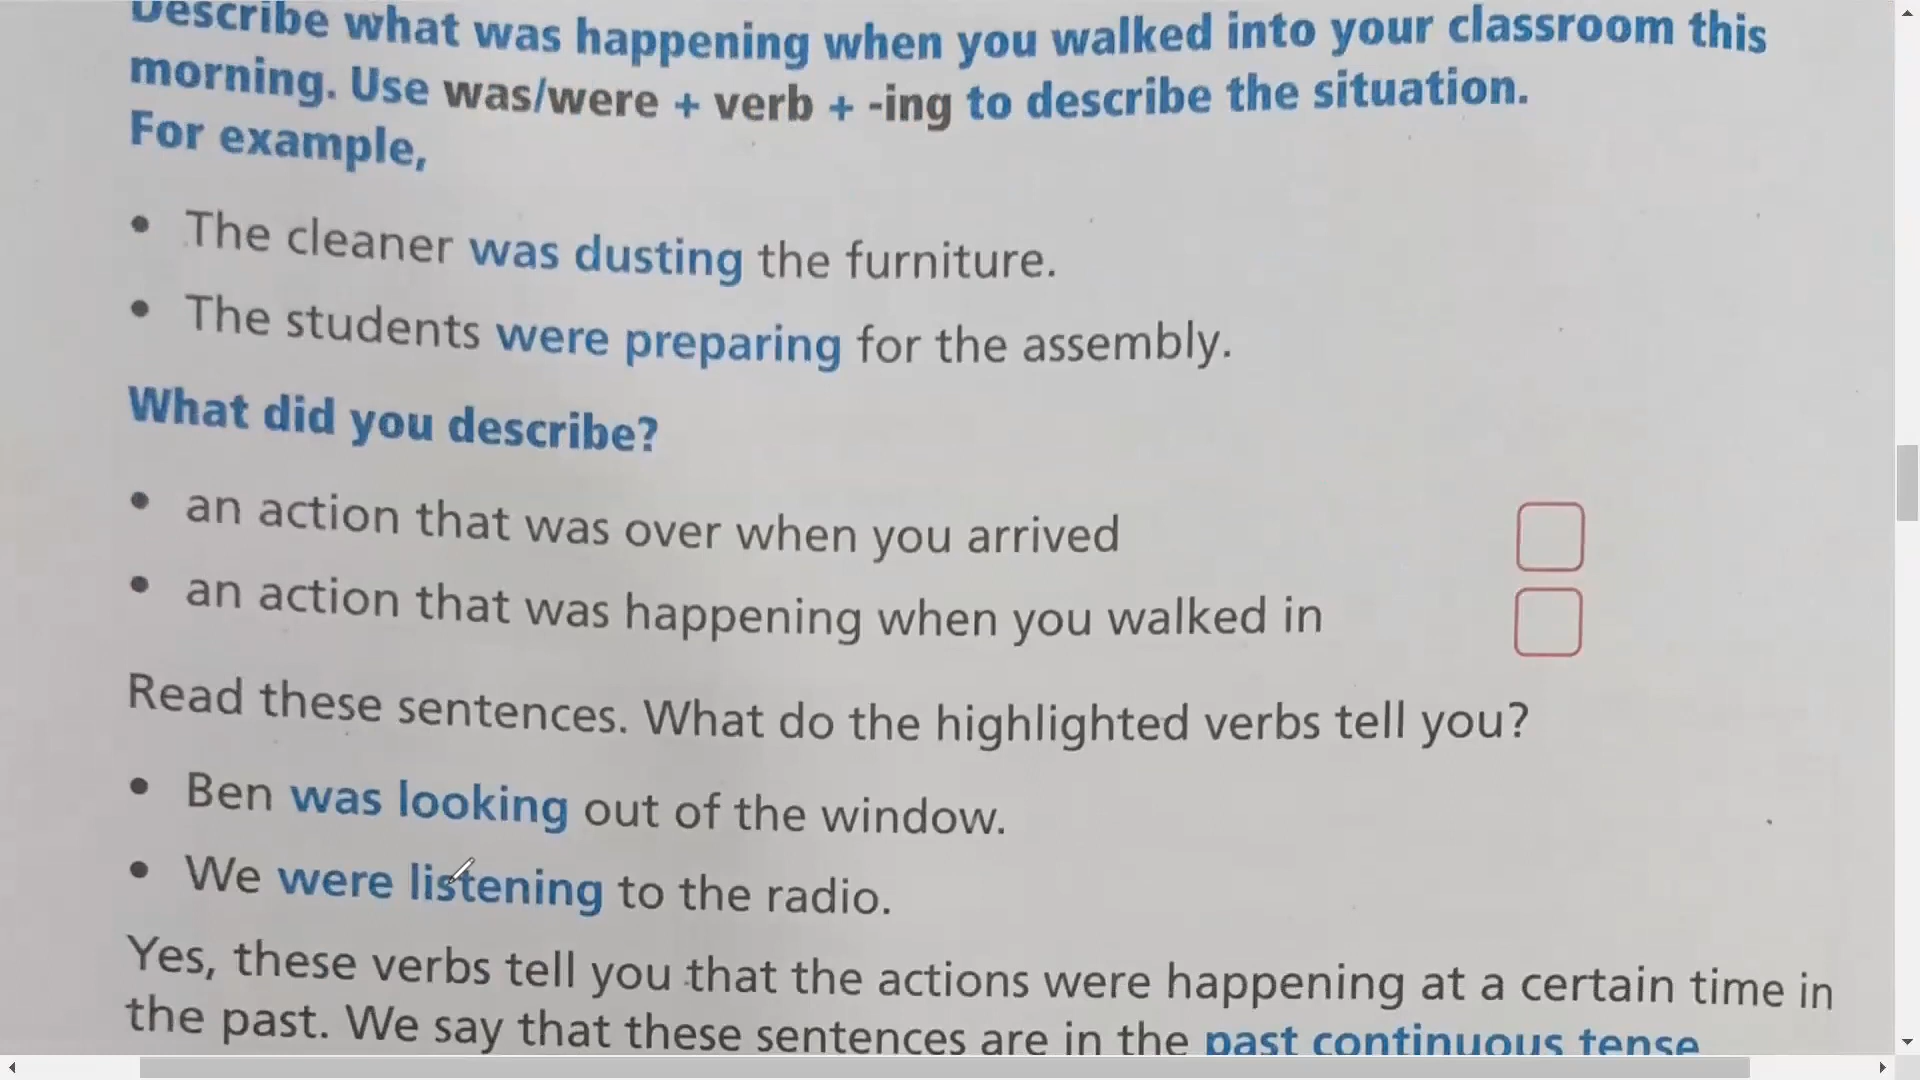 Describe what was happening when you walked into your classroom this
morning. Use was/were + verb + -ing to describe the situation.
For example,
• The cleaner was dusting the furniture.
• The students were preparing for the assembly.
What did you describe?
• an action that was over when you arrived
• an action that was happening when you walked in
Read these sentences. What do the highlighted verbs tell you?
• Ben was looking out of the window.
• We were listening to the radio.
Yes, these verbs tell you that the actions were happening at a certain time in
the past. We say that these sentences are in the past continuous tense